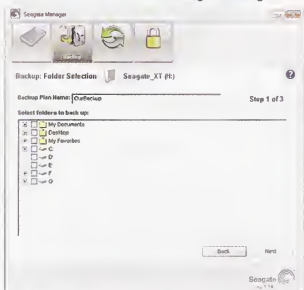 Seagate Manager
Backup
Backup: Folder Selection Seagate_XT (I:)
Backup Plan Name: OurBackup
Step 1 of 3
Select folders to back up:
My Documents
Desktop
My Favorites
C
D
E
F
G
Back Next
Seagate